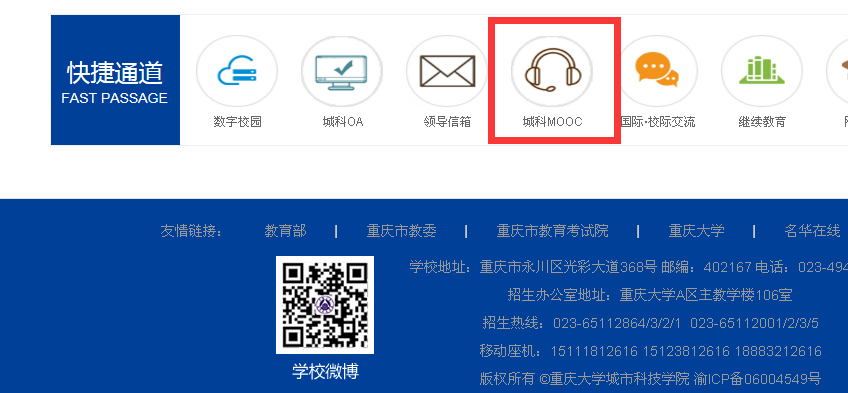 快捷通道
FAST PASSAGE
数字校园
城科OA
领导信箱
城科MOOC
国际·校际交流
继续教育
友情链接： 教育部 | 重庆市教委 | 重庆市教育考试院 | 重庆大学 | 名华在线
学校地址：重庆市永川区光彩大道368号 邮编：402167 电话：023-494
招生办公室地址：重庆大学A区主教学楼106室
招生热线：023-65112864/3/2/1 023-65112001/2/3/5
移动座机：15111812616 15123812616 18883212616
学校微博
版权所有 ©重庆大学城市科技学院 渝ICP备06004549号